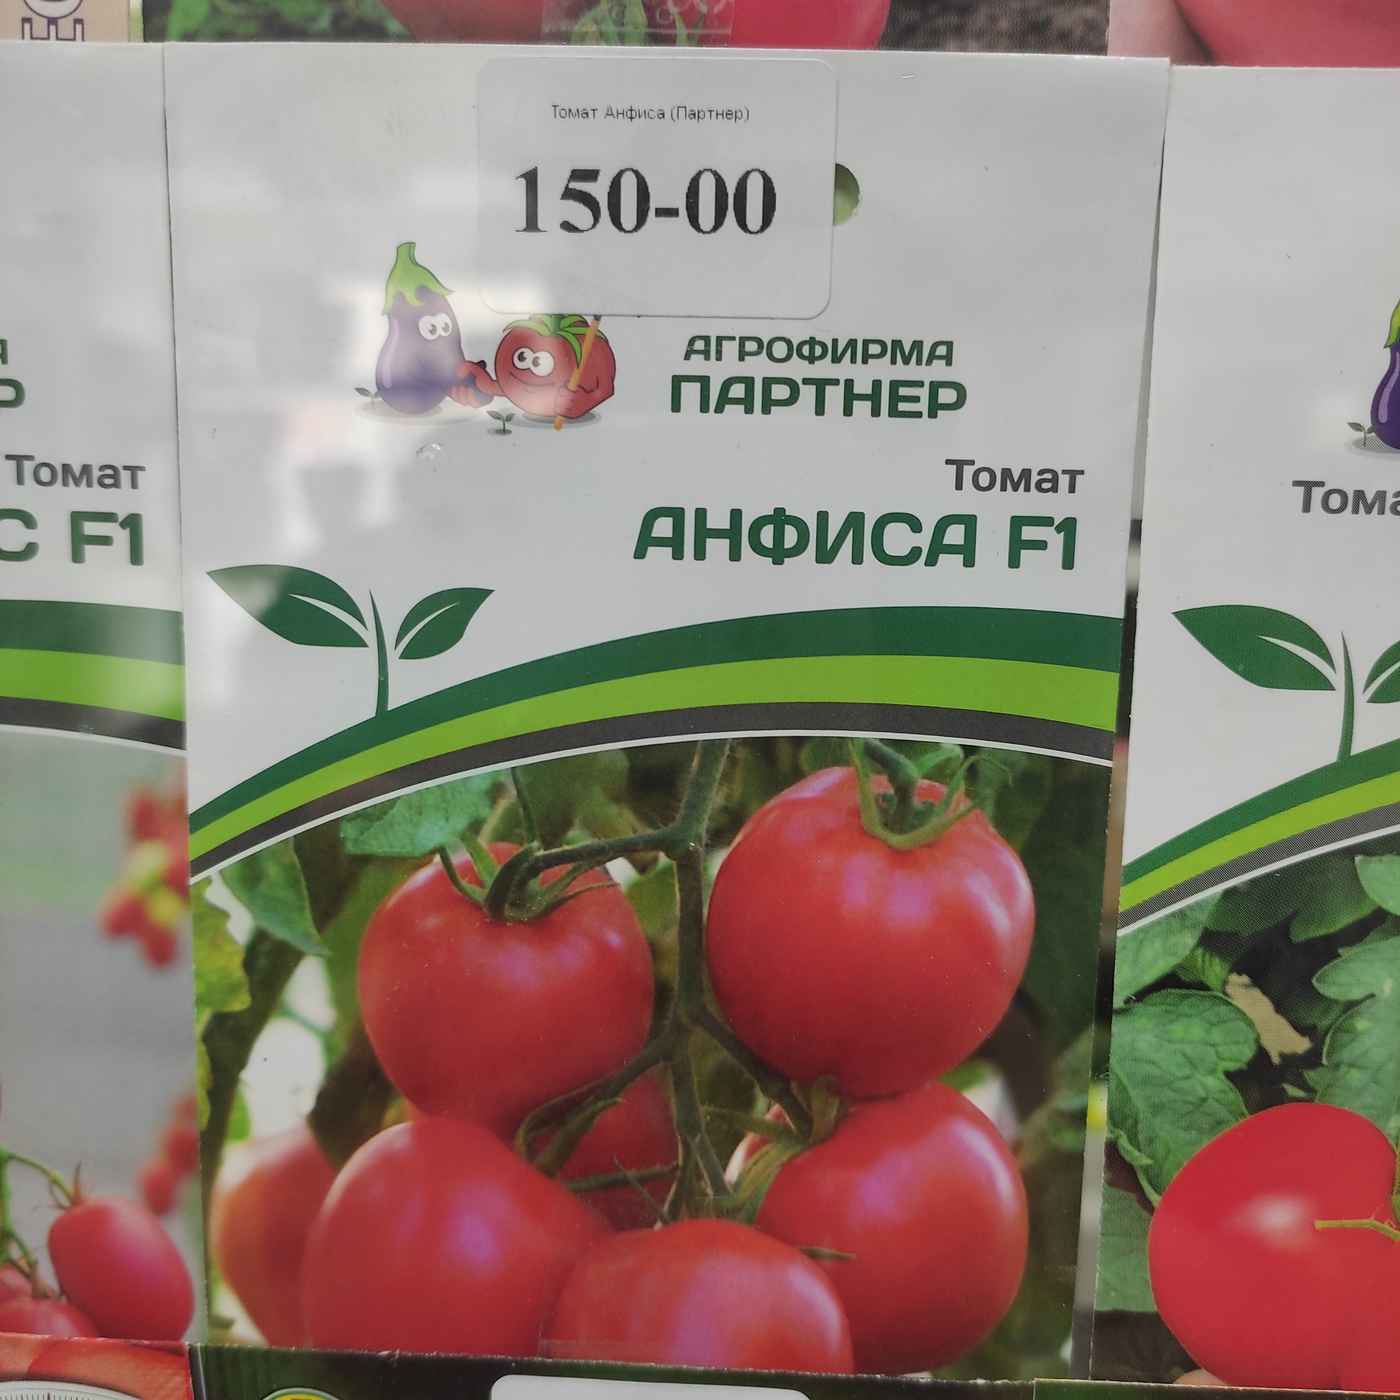 Томат Анфиса (Партнер)
150-00
АГРОФИРМА
ПАРТНЕР
Томат
АНФИСА F1
Томат
С F1